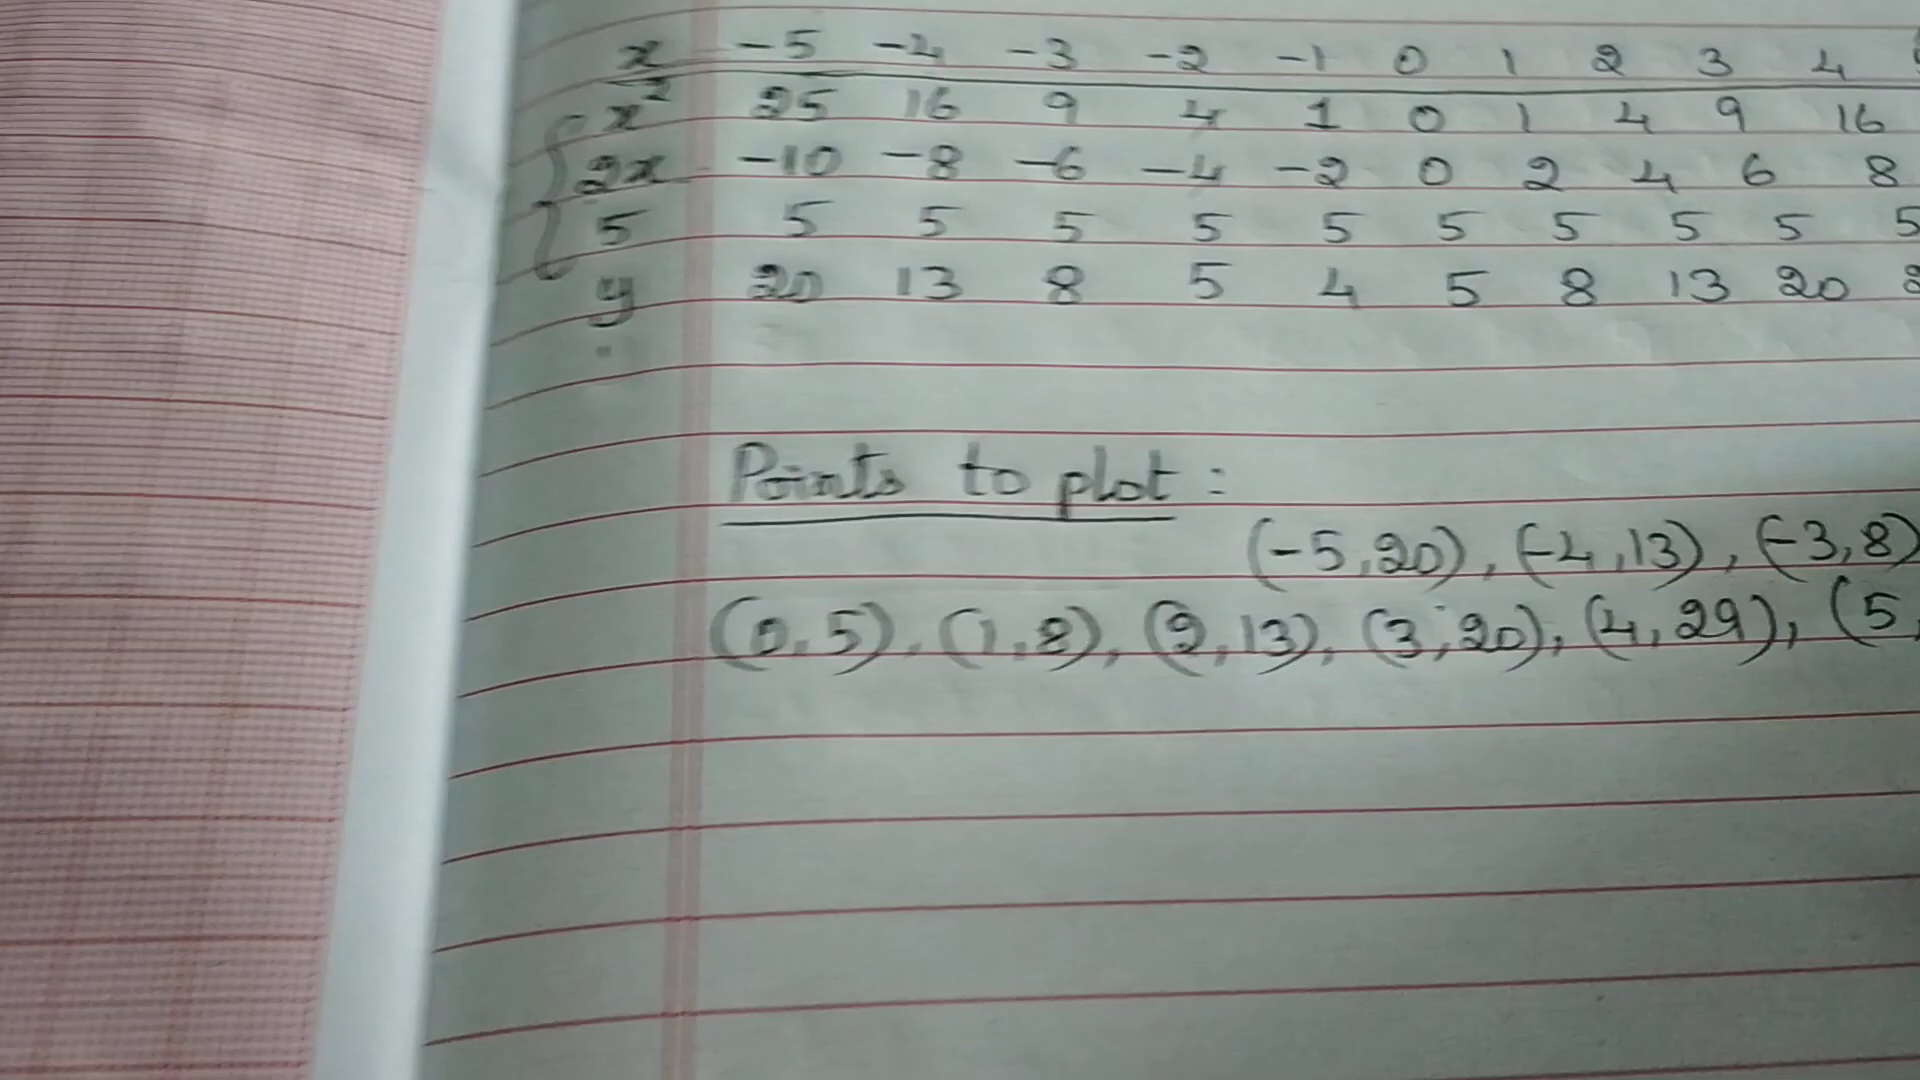 x -5 -4 -3 -2 -1 0 1 2 3 4
x² 25 16 9 4 1 0 1 4 9 16
2x -10 -8 -6 -4 -2 0 2 4 6 8
5 5 5 5 5 5 5 5 5 5 5
y 20 13 8 5 4 5 8 13 20
Points to plot :
(-5,20), (-4,13), (-3,8)
(0,5), (1,8), (2,13), (3,20), (4,29), (5,